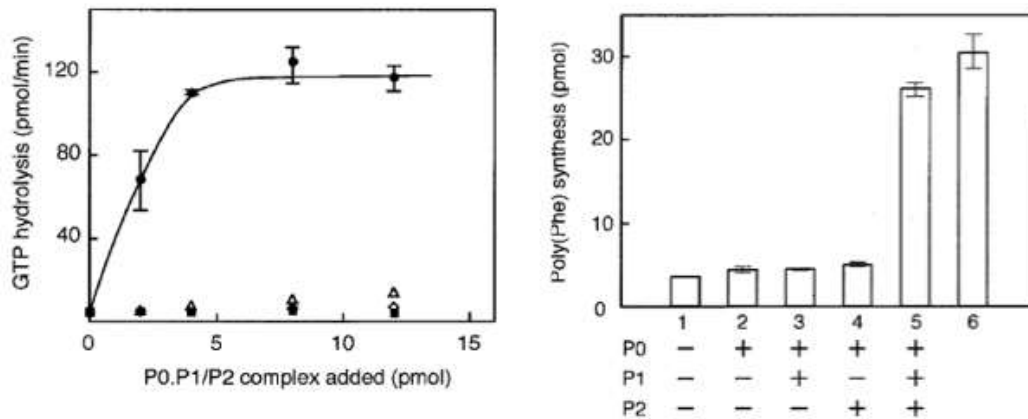 GTP hydrolysis (pmol/min)
120
80
40
0
5
10
15
P0.P1/P2 complex added (pmol)
Poly(Phe) synthesis (pmol)
30
20
10
0
1 2 3 4 5 6
P0 − + + + +
P1 − − + − +
P2 − − − + +